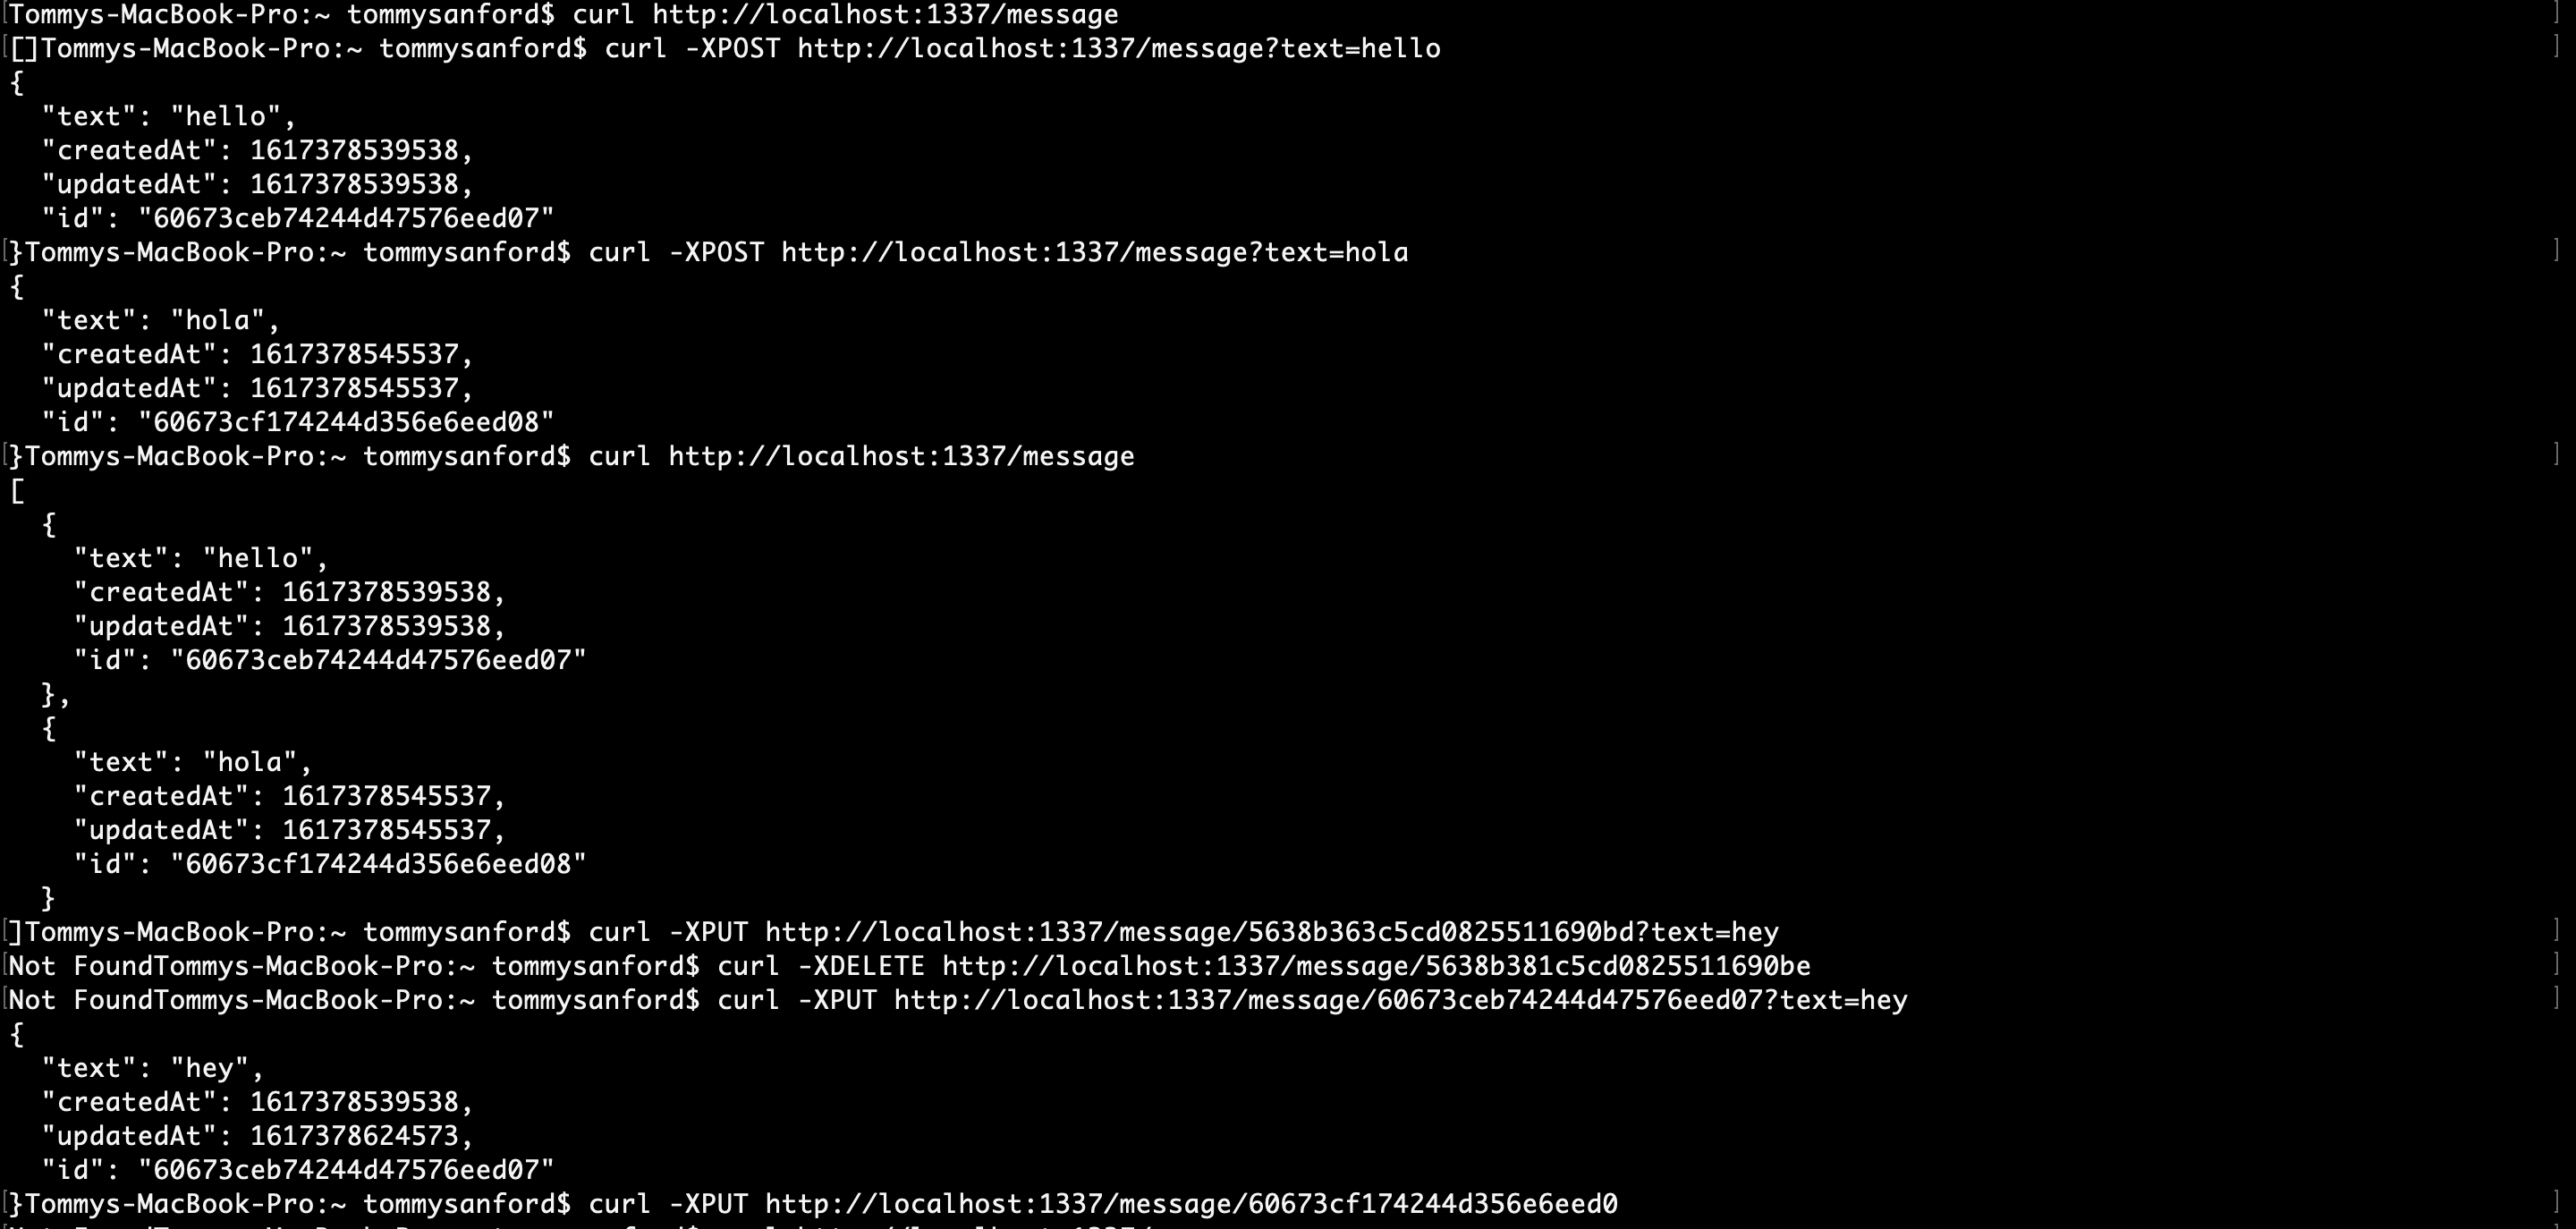 [Tommys-MacBook-Pro:~ tommysanford$ curl http://localhost:1337/message ]
[[]Tommys-MacBook-Pro:~ tommysanford$ curl -XPOST http://localhost:1337/message?text=hello ]
{
  "text": "hello",
  "createdAt": 1617378539538,
  "updatedAt": 1617378539538,
  "id": "60673ceb74244d47576eed07"
[}Tommys-MacBook-Pro:~ tommysanford$ curl -XPOST http://localhost:1337/message?text=hola ]
{
  "text": "hola",
  "createdAt": 1617378545537,
  "updatedAt": 1617378545537,
  "id": "60673cf174244d356e6eed08"
[}Tommys-MacBook-Pro:~ tommysanford$ curl http://localhost:1337/message ]
[
  {
    "text": "hello",
    "createdAt": 1617378539538,
    "updatedAt": 1617378539538,
    "id": "60673ceb74244d47576eed07"
  },
  {
    "text": "hola",
    "createdAt": 1617378545537,
    "updatedAt": 1617378545537,
    "id": "60673cf174244d356e6eed08"
  }
[]Tommys-MacBook-Pro:~ tommysanford$ curl -XPUT http://localhost:1337/message/5638b363c5cd0825511690bd?text=hey ]
[Not FoundTommys-MacBook-Pro:~ tommysanford$ curl -XDELETE http://localhost:1337/message/5638b381c5cd0825511690be ]
[Not FoundTommys-MacBook-Pro:~ tommysanford$ curl -XPUT http://localhost:1337/message/60673ceb74244d47576eed07?text=hey ]
{
  "text": "hey",
  "createdAt": 1617378539538,
  "updatedAt": 1617378624573,
  "id": "60673ceb74244d47576eed07"
[}Tommys-MacBook-Pro:~ tommysanford$ curl -XPUT http://localhost:1337/message/60673cf174244d356e6eed0 ]